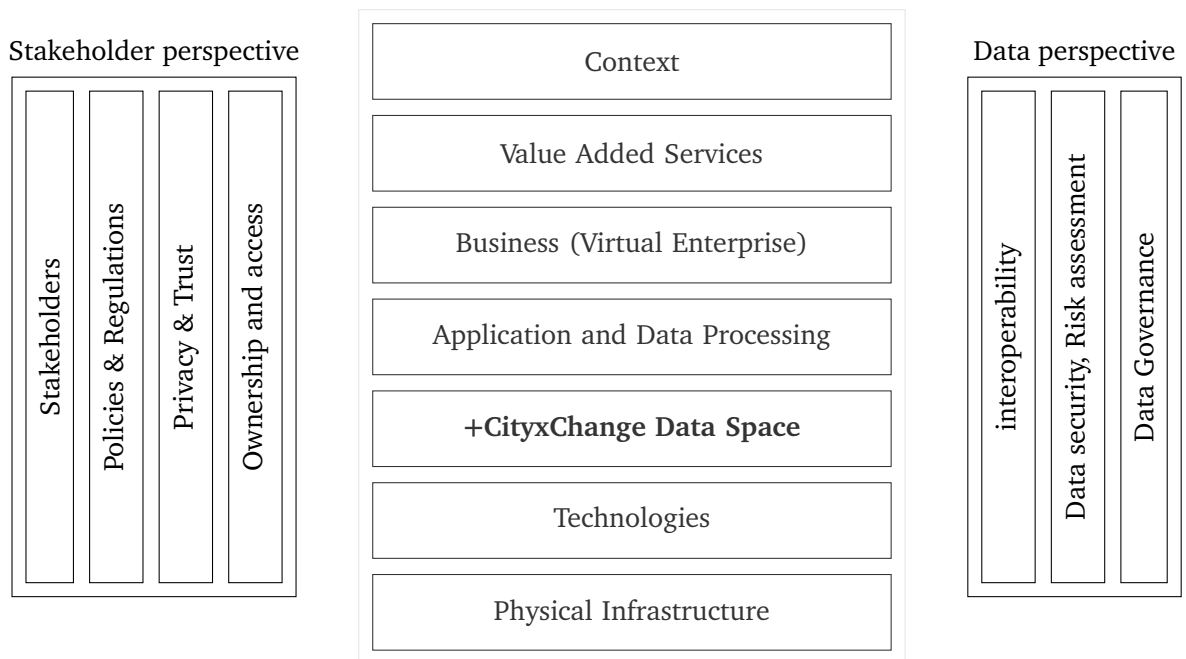 Stakeholder perspective
Stakeholders
Policies & Regulations
Privacy & Trust
Ownership and access
Context
Value Added Services
Business (Virtual Enterprise)
Application and Data Processing
+CityxChange Data Space
Technologies
Physical Infrastructure
Data perspective
interoperability
Data security, Risk assessment
Data Governance